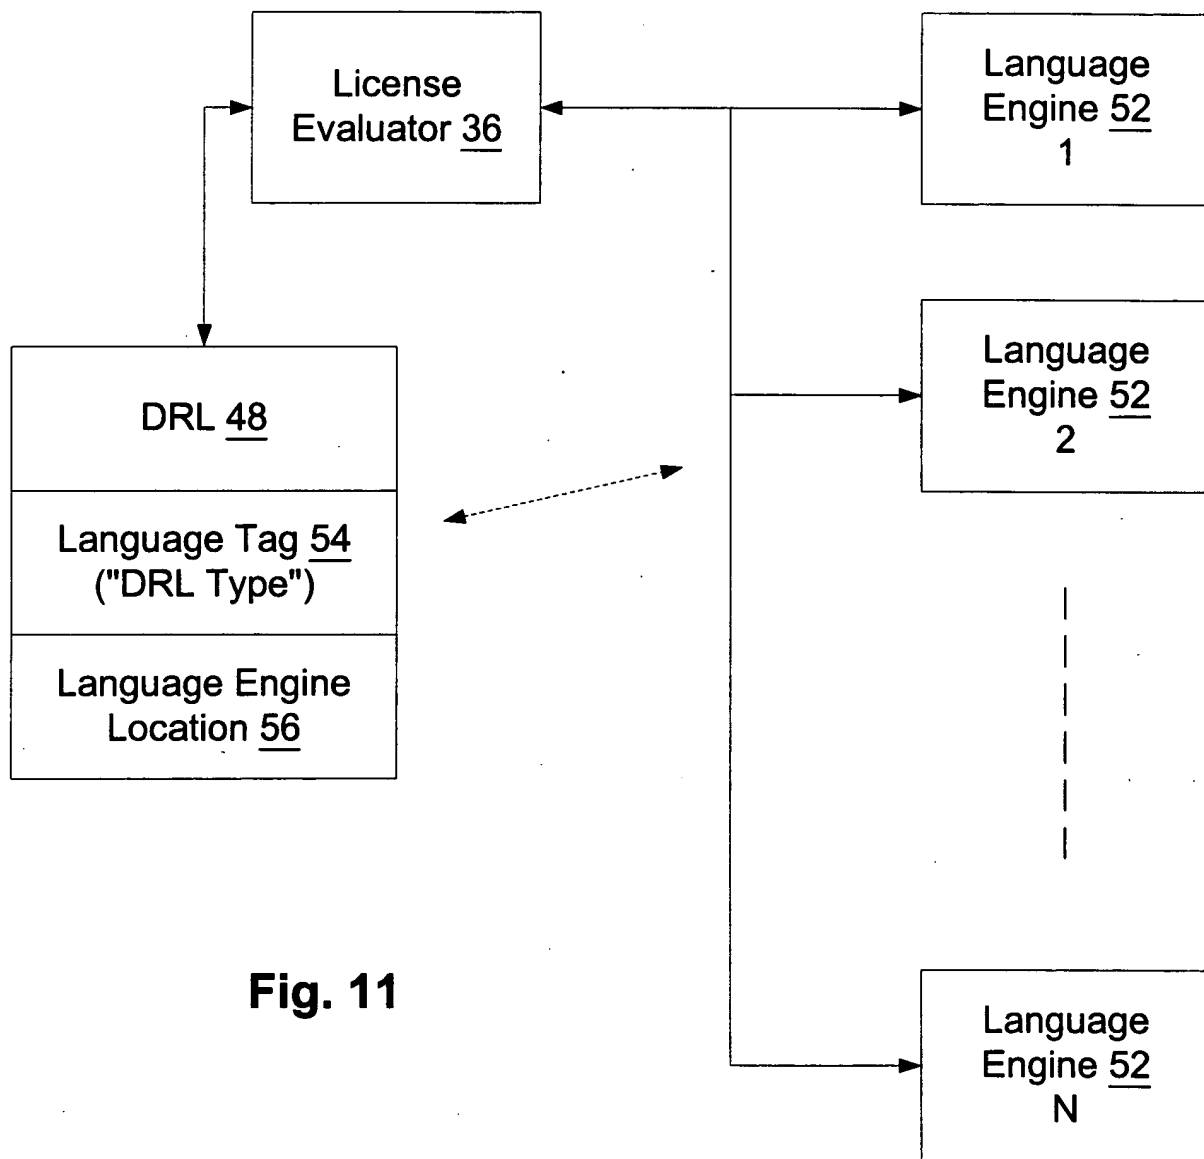 License
Evaluator 36
Language
Engine 52
1
Language
Engine 52
2
DRL 48
Language Tag 54
("DRL Type")
Language Engine
Location 56
Language
Engine 52
N
Fig. 11